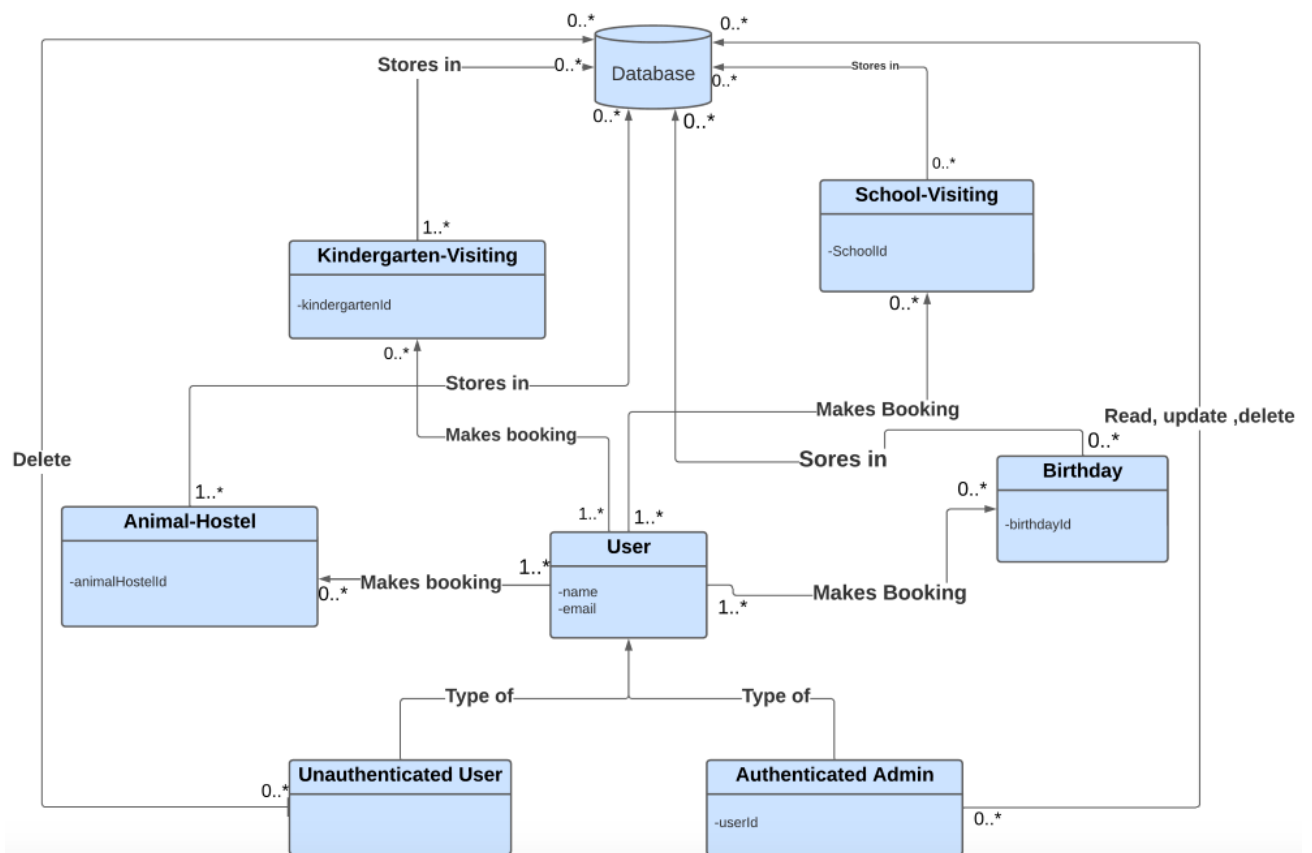 0..*
0..*
Stores in
0..*
Database
Stores in
0..*
0..*
0..*
0..*
School-Visiting
-SchoolId
1..*
Kindergarten-Visiting
-kindergartenId
0..*
0..*
Stores in
Makes Booking
Read, update ,delete
Makes booking
0..*
Delete
Sores in
Birthday
-birthdayId
0..*
1..*
Animal-Hostel
-animalHostelId
1..*
1..*
User
-name
-email
1..*
Makes booking
0..*
1..*
Makes Booking
Type of
Type of
Unauthenticated User
0..*
Authenticated Admin
-userId
0..*